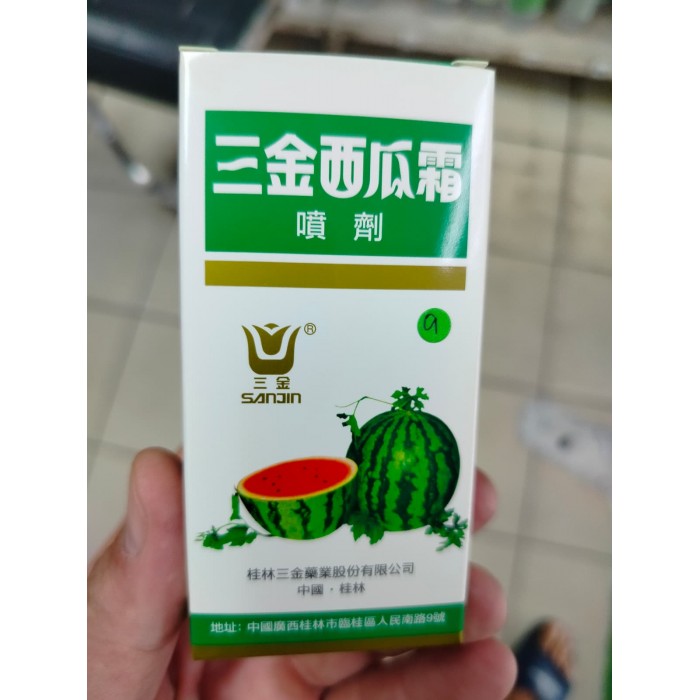 三金西瓜霜
噴劑
®
9
三金
SANJIN
桂林三金藥業股份有限公司
中國·桂林
地址: 中國廣西桂林市臨桂區人民南路9號